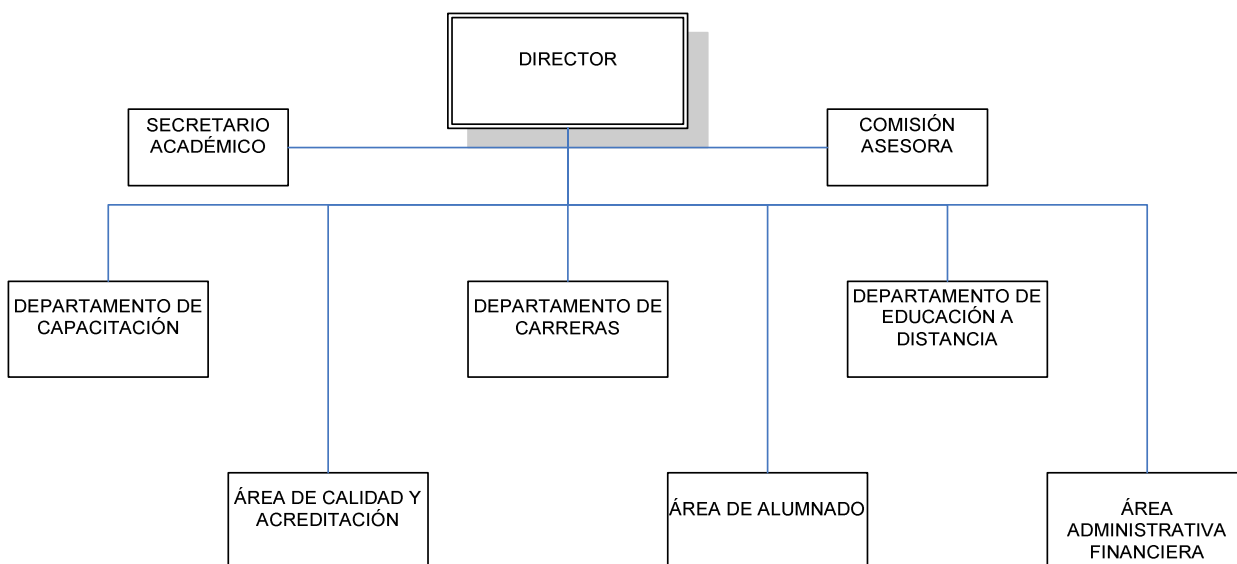 DIRECTOR
SECRETARIO
ACADÉMICO
COMISIÓN
ASESORA
DEPARTAMENTO DE
CAPACITACIÓN
DEPARTAMENTO DE
CARRERAS
DEPARTAMENTO DE
EDUCACIÓN A
DISTANCIA
ÁREA DE CALIDAD Y
ACREDITACIÓN
ÁREA DE ALUMNADO
ÁREA
ADMINISTRATIVA
FINANCIERA